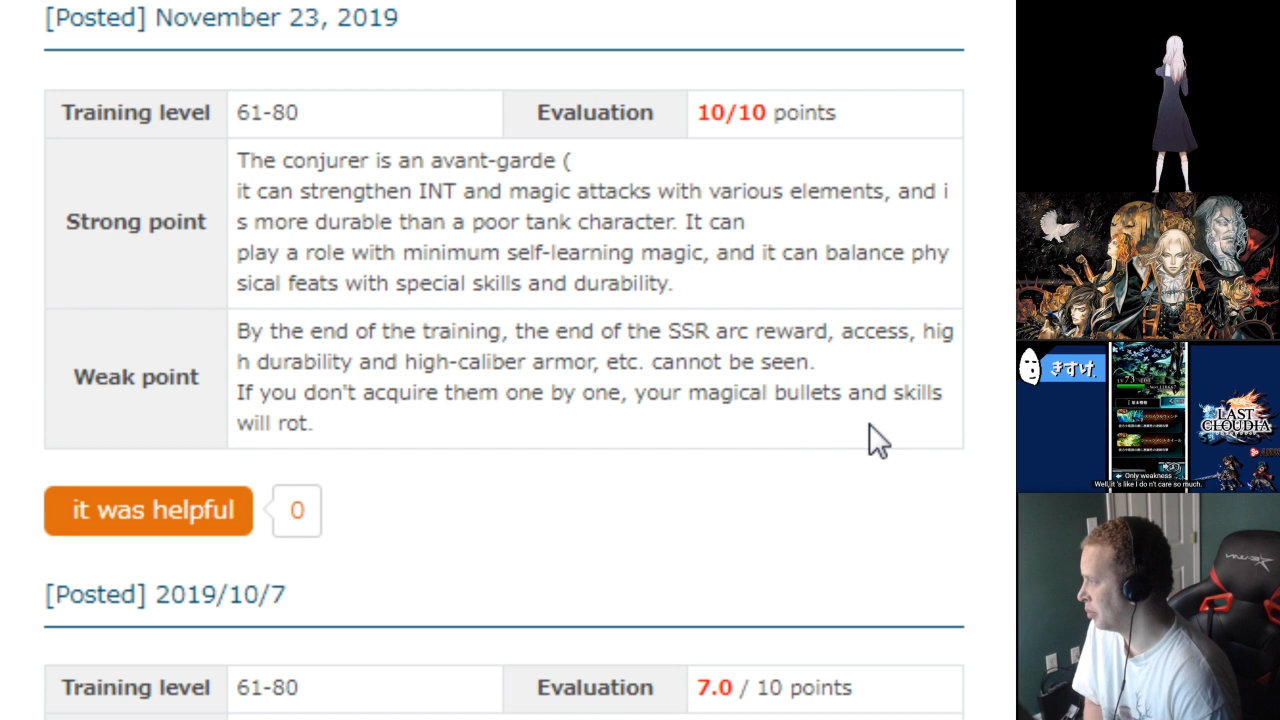 [Posted] November 23, 2019
Training level 61-80 Evaluation 10/10 points
Strong point
The conjurer is an avant-garde (
it can strengthen INT and magic attacks with various elements, and i
s more durable than a poor tank character. It can
play a role with minimum self-learning magic, and it can balance phy
sical feats with special skills and durability.
Weak point
By the end of the training, the end of the SSR arc reward, access, hig
h durability and high-caliber armor, etc. cannot be seen.
If you don't acquire them one by one, your magical bullets and skills
will rot.
it was helpful 0
[Posted] 2019/10/7
Training level 61-80 Evaluation 7.0 / 10 points
きすけ
LAST
CLOUDIA
Only weakness
Well, it 's like I do n't care so much.